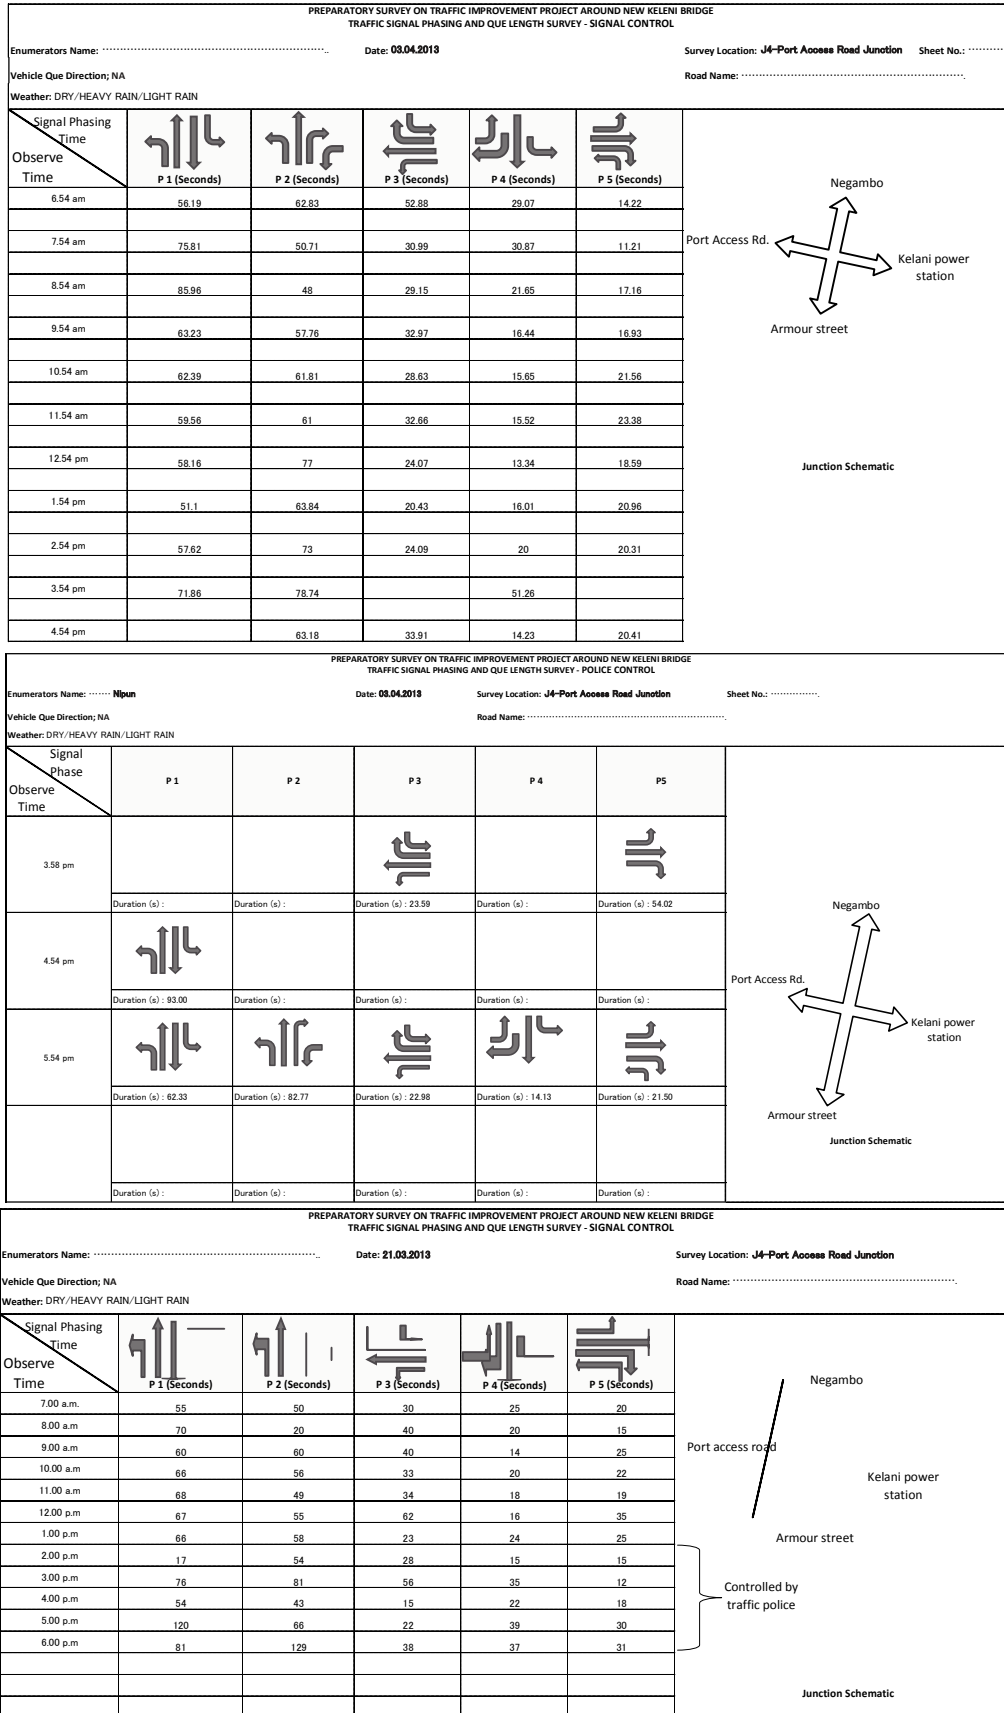 PREPARATORY SURVEY ON TRAFFIC IMPROVEMENT PROJECT AROUND NEW KELENI BRIDGE
TRAFFIC SIGNAL PHASING AND QUE LENGTH SURVEY - SIGNAL CONTROL
Enumerators Name: Date: 03.04.2013 Survey Location: J4-Port Access Road Junction Sheet No.:
Vehicle Que Direction; NA Road Name:
Weather: DRY/HEAVY RAIN/LIGHT RAIN
Signal Phasing
Time
Observe
Time
P 1 (Seconds) P 2 (Seconds) P 3 (Seconds) P 4 (Seconds) P 5 (Seconds)
6.54 am 56.19 62.83 52.88 29.07 14.22
7.54 am 75.81 50.71 30.99 30.87 11.21
8.54 am 85.96 48 29.15 21.65 17.16
9.54 am 63.23 57.76 32.97 16.44 16.93
10.54 am 62.39 61.81 28.63 15.65 21.56
11.54 am 59.56 61 32.66 15.52 23.38
12.54 pm 58.16 77 24.07 13.34 18.59
1.54 pm 51.1 63.84 20.43 16.01 20.96
2.54 pm 57.62 73 24.09 20 20.31
3.54 pm 71.86 78.74 51.26
4.54 pm 63.18 33.91 14.23 20.41
Negambo
Port Access Rd.
Kelani power
station
Armour street
Junction Schematic
PREPARATORY SURVEY ON TRAFFIC IMPROVEMENT PROJECT AROUND NEW KELENI BRIDGE
TRAFFIC SIGNAL PHASING AND QUE LENGTH SURVEY - POLICE CONTROL
Enumerators Name: Nipun Date: 03.04.2013 Survey Location: J4-Port Access Road Junction Sheet No.:
Vehicle Que Direction; NA Road Name:
Weather: DRY/HEAVY RAIN/LIGHT RAIN
Signal
Phase
Observe
Time
P 1 P 2 P 3 P 4 P5
3.58 pm
Duration (s) : Duration (s) : Duration (s) : 23.59 Duration (s) : Duration (s) : 54.02
4.54 pm
Duration (s) : 93.00 Duration (s) : Duration (s) : Duration (s) : Duration (s) :
5.54 pm
Duration (s) : 62.33 Duration (s) : 82.77 Duration (s) : 22.98 Duration (s) : 14.13 Duration (s) : 21.50
Duration (s) : Duration (s) : Duration (s) : Duration (s) : Duration (s) :
Negambo
Port Access Rd.
Kelani power
station
Armour street
Junction Schematic
PREPARATORY SURVEY ON TRAFFIC IMPROVEMENT PROJECT AROUND NEW KELENI BRIDGE
TRAFFIC SIGNAL PHASING AND QUE LENGTH SURVEY - SIGNAL CONTROL
Enumerators Name: Date: 21.03.2013 Survey Location: J4-Port Access Road Junction
Vehicle Que Direction; NA Road Name:
Weather: DRY/HEAVY RAIN/LIGHT RAIN
Signal Phasing
Time
Observe
Time
P 1 (Seconds) P 2 (Seconds) P 3 (Seconds) P 4 (Seconds) P 5 (Seconds)
7.00 a.m. 55 50 30 25 20
8.00 a.m 70 20 40 20 15
9.00 a.m 60 60 40 14 25
10.00 a.m 66 56 33 20 22
11.00 a.m 68 49 34 18 19
12.00 p.m 67 55 62 16 35
1.00 p.m 66 58 23 24 25
2.00 p.m 17 54 28 15 15
3.00 p.m 76 81 56 35 12
4.00 p.m 54 43 15 22 18
5.00 p.m 120 66 22 39 30
6.00 p.m 81 129 38 37 31
Negambo
Port access road
Kelani power
station
Armour street
Controlled by
traffic police
Junction Schematic